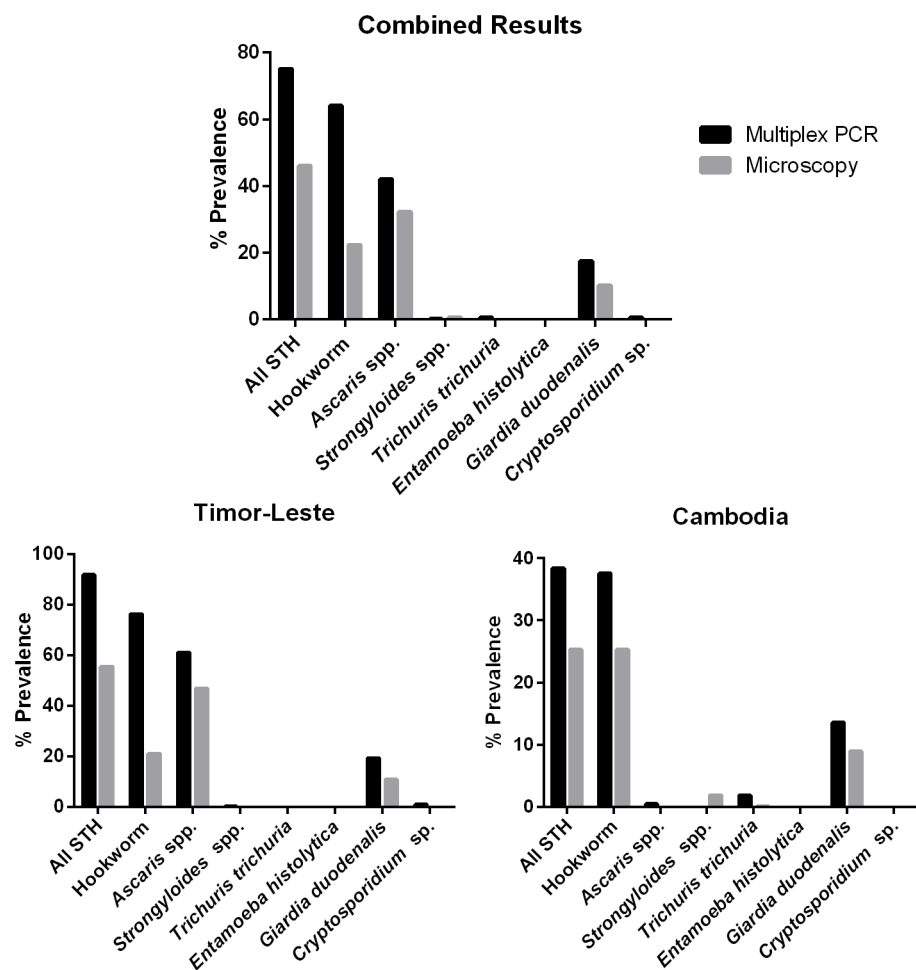 Combined Results
% Prevalence
80
60
40
20
0
All STH
Hookworm
Ascaris spp.
Strongyloides spp.
Trichuris trichuria
Entamoeba histolytica
Giardia duodenalis
Cryptosporidium sp.
Multiplex PCR
Microscopy
Timor-Leste
% Prevalence
100
80
60
40
20
0
All STH
Hookworm
Ascaris spp.
Strongyloides spp.
Trichuris trichuria
Entamoeba histolytica
Giardia duodenalis
Cryptosporidium sp.
Cambodia
% Prevalence
40
30
20
10
0
All STH
Hookworm
Ascaris spp.
Strongyloides spp.
Trichuris trichuria
Entamoeba histolytica
Giardia duodenalis
Cryptosporidium sp.